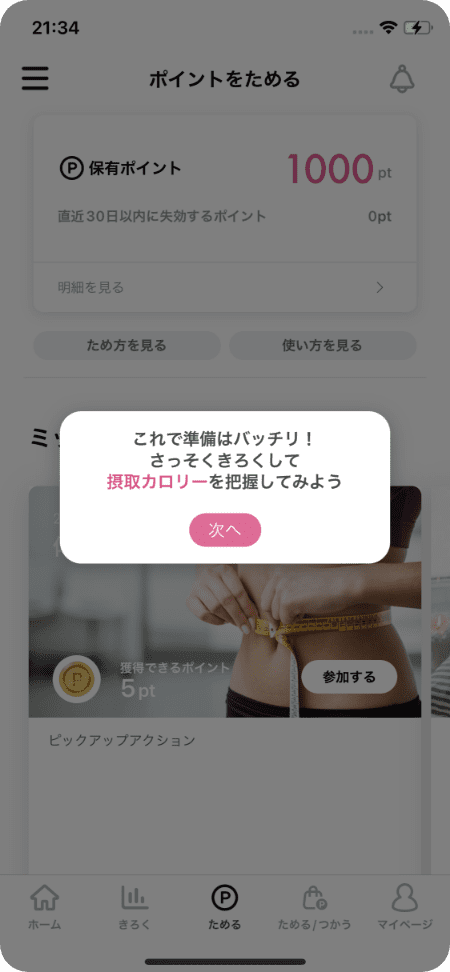 21:34
ポイントをためる
P 保有ポイント
1000 pt
直近30日以内に失効するポイント
0pt
明細を見る
ため方を見る
使い方を見る
ミッ
これで準備はバッチリ！
さっそくきろくして
摂取カロリーを把握してみよう
次へ
獲得できるポイント
5pt
参加する
ピックアップアクション
ホーム
きろく
ためる
ためる/つかう
マイページ